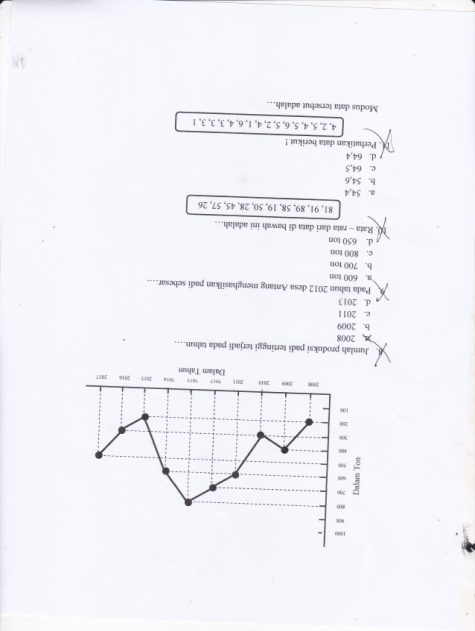 Dalam Ton
1000
900
800
700
600
500
400
300
200
100
2008 2009 2010 2011 2012 2013 2014 2015 2016 2017
Dalam Tahun
8. Jumlah produksi padi tertinggi terjadi pada tahun....
a. 2008
b. 2009
c. 2011
d. 2013
9. Pada tahun 2012 desa Antang menghasilkan padi sebesar....
a. 600 ton
b. 700 ton
c. 800 ton
d. 650 ton
10. Rata – rata dari data di bawah ini adalah...
81, 91, 89, 58, 19, 50, 28, 45, 57, 26
a. 54,4
b. 54,6
c. 64,5
d. 64,4
11. Perhatikan data berikut !
4, 2, 5, 4, 5, 6, 5, 2, 4, 1, 6, 4, 3, 3, 3, 1
Modus data tersebut adalah...